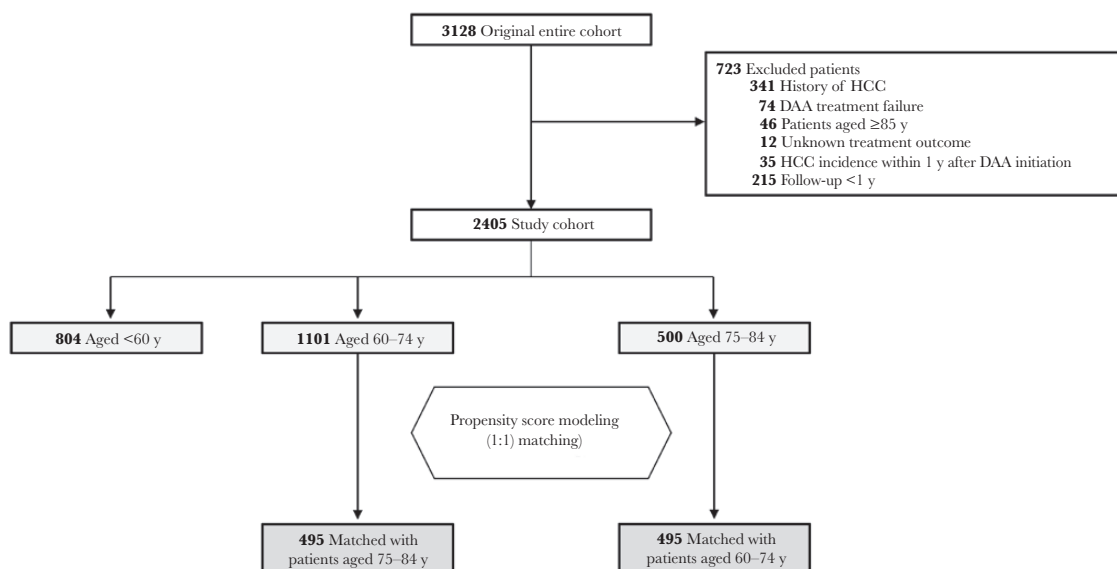 3128 Original entire cohort
723 Excluded patients
341 History of HCC
74 DAA treatment failure
46 Patients aged ≥85 y
12 Unknown treatment outcome
35 HCC incidence within 1 y after DAA initiation
215 Follow-up <1 y
2405 Study cohort
804 Aged <60 y
1101 Aged 60–74 y
500 Aged 75–84 y
Propensity score modeling
(1:1) matching)
495 Matched with
patients aged 75–84 y
495 Matched with
patients aged 60–74 y